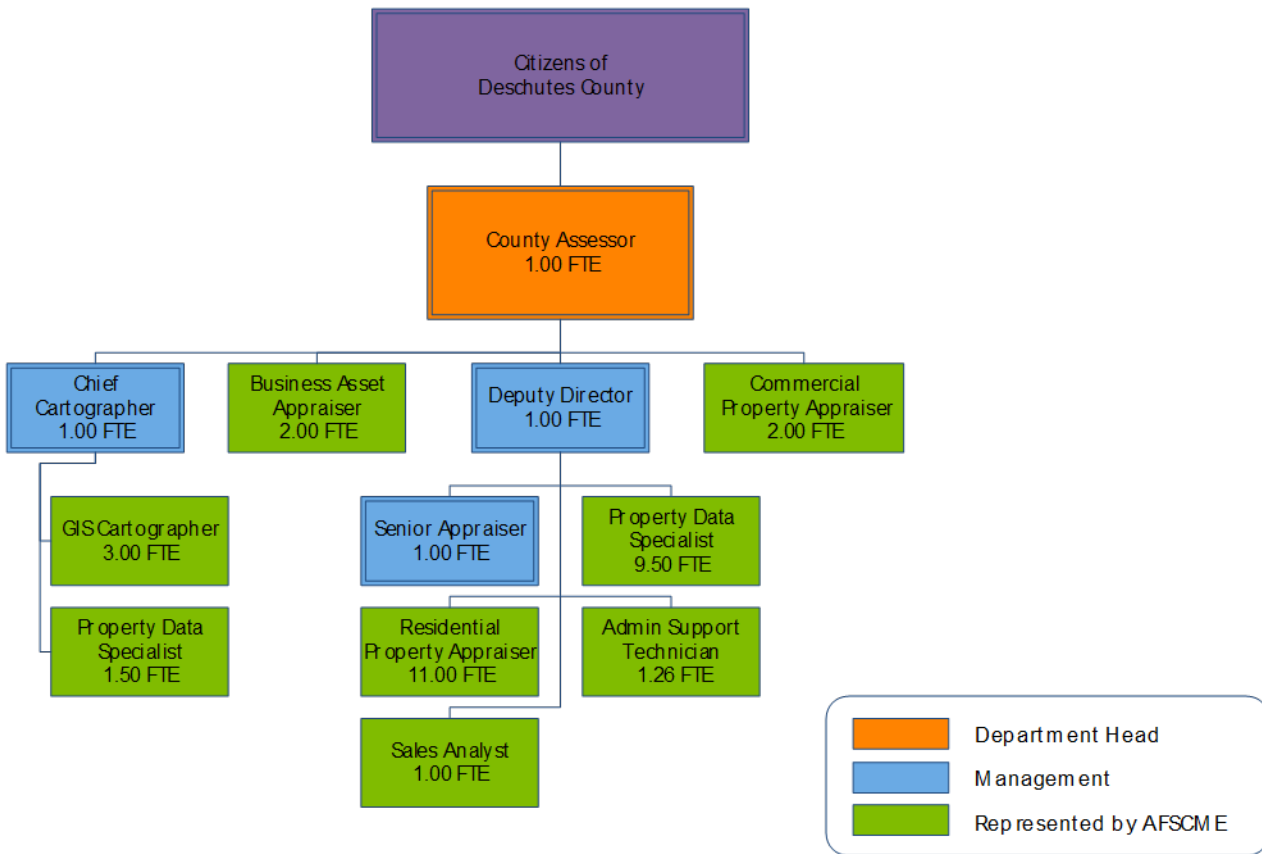 Citizens of
Deschutes County
County Assessor
1.00 FTE
Chief
Cartographer
1.00 FTE
Business Asset
Appraiser
2.00 FTE
Deputy Director
1.00 FTE
Commercial
Property Appraiser
2.00 FTE
GIS Cartographer
3.00 FTE
Senior Appraiser
1.00 FTE
Property Data
Specialist
9.50 FTE
Property Data
Specialist
1.50 FTE
Residential
Property Appraiser
11.00 FTE
Admin Support
Technician
1.26 FTE
Sales Analyst
1.00 FTE
Department Head
Management
Represented by AFSCME